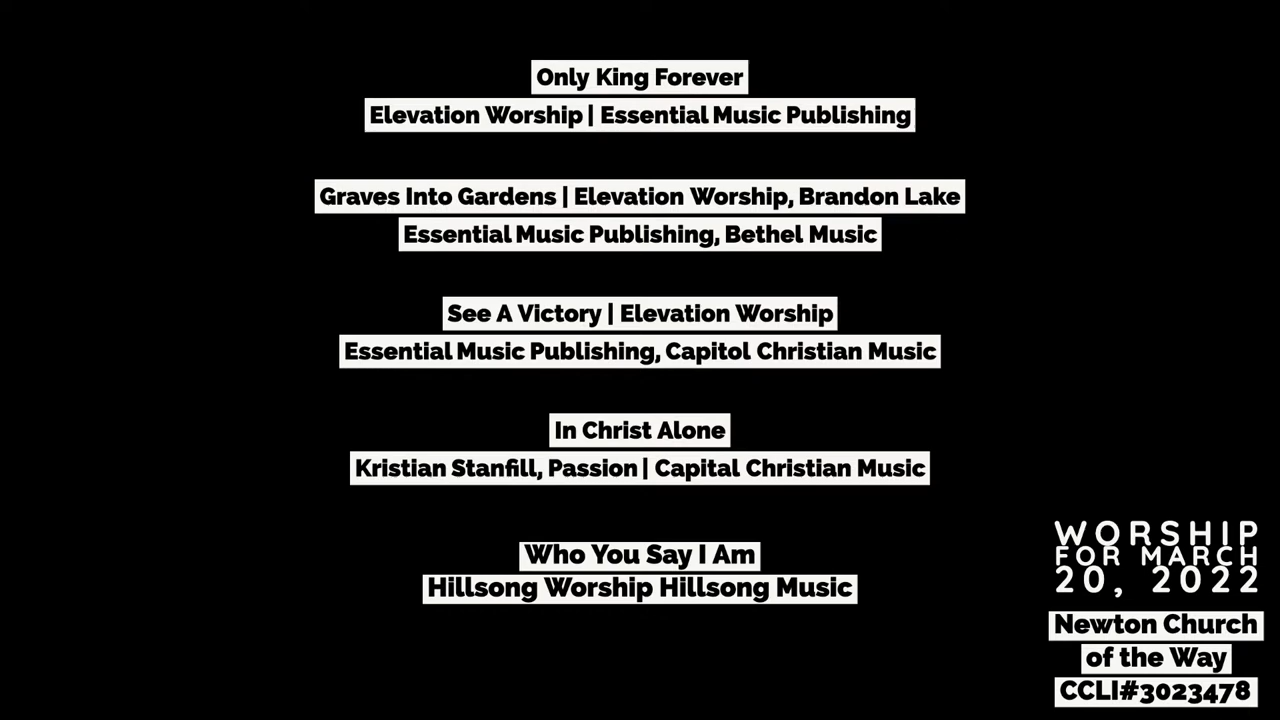 Only King Forever
Elevation Worship | Essential Music Publishing
Graves Into Gardens | Elevation Worship, Brandon Lake
Essential Music Publishing, Bethel Music
See A Victory | Elevation Worship
Essential Music Publishing, Capitol Christian Music
In Christ Alone
Kristian Stanfill, Passion | Capital Christian Music
Who You Say I Am
Hillsong Worship Hillsong Music
WORSHIP
FOR MARCH
20, 2022
Newton Church
of the Way
CCLI#3023478